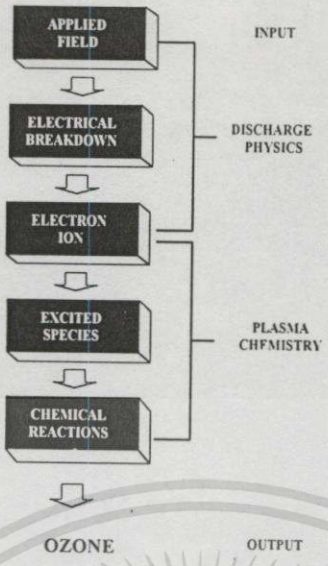 APPLIED
FIELD
INPUT
ELECTRICAL
BREAKDOWN
DISCHARGE
PHYSICS
ELECTRON
ION
EXCITED
SPECIES
PLASMA
CHEMISTRY
CHEMICAL
REACTIONS
OZONE
OUTPUT